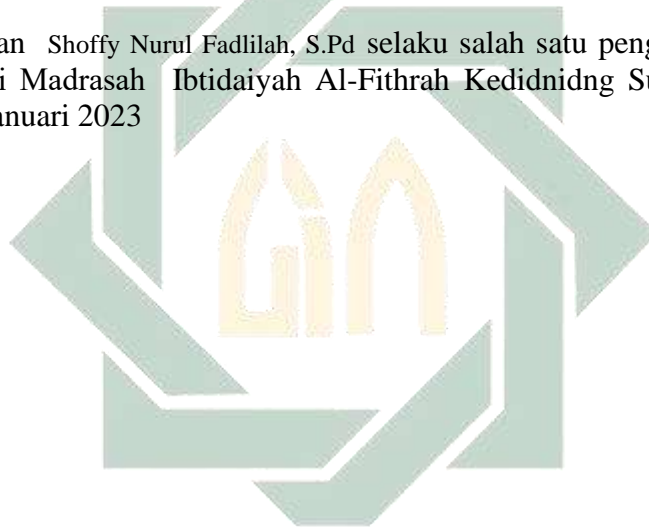 an Shoffy Nurul Fadlilah, S.Pd selaku salah satu peng
i Madrasah Ibtidaiyah Al-Fithrah Kedidnidng Su
anuari 2023